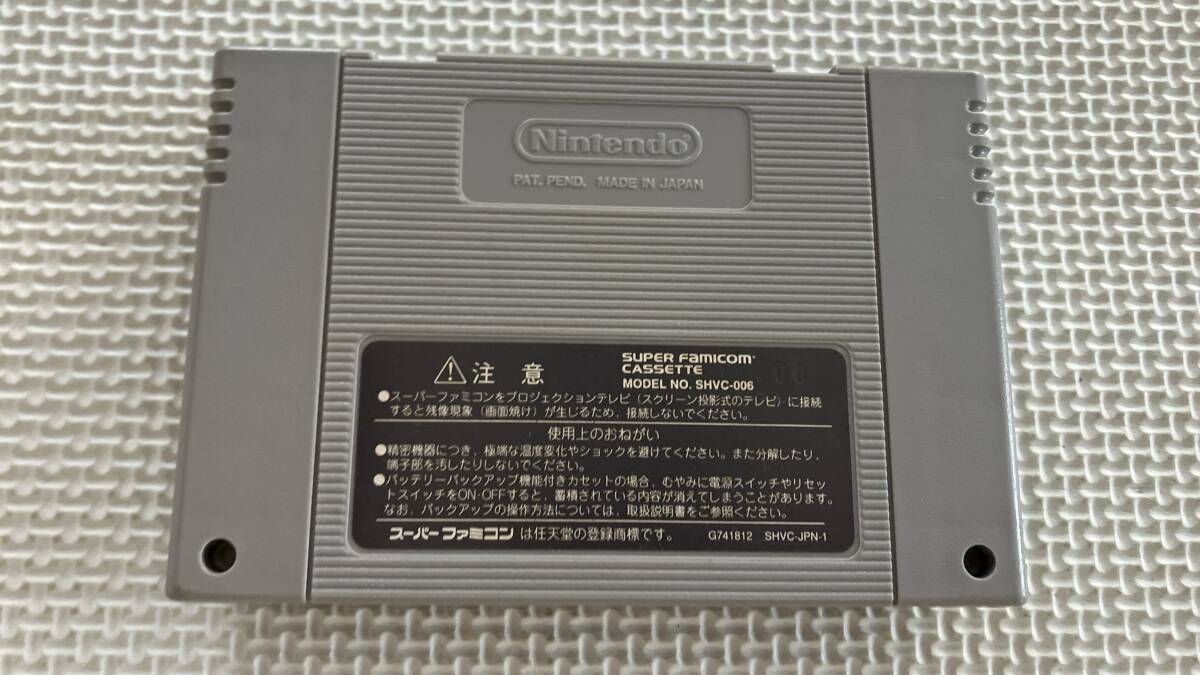 Nintendo®
PAT. PEND. MADE IN JAPAN
⚠注意
SUPER FAMICOM
CASSETTE
MODEL NO. SHVC-006
●スーパーファミコンをプロジェクションテレビ(スクリーン投影式のテレビ)に接続
すると残像現象(画面焼け)が生じるため、接続しないでください。
使用上のおねがい
●精密機器につき、極端な温度変化やショックを避けてください。また分解したり、
端子部を汚したりしないでください。
●バッテリーバックアップ機能付きカセットの場合、むやみに電源スイッチやリセッ
トスイッチをON・OFFすると、蓄積されている内容が消えてしまうことがあります。
なお、バックアップの操作方法については、取扱説明書をご参照ください。
スーパーファミコンは任天堂の登録商標です。 G741812 SHVC-JPN-1